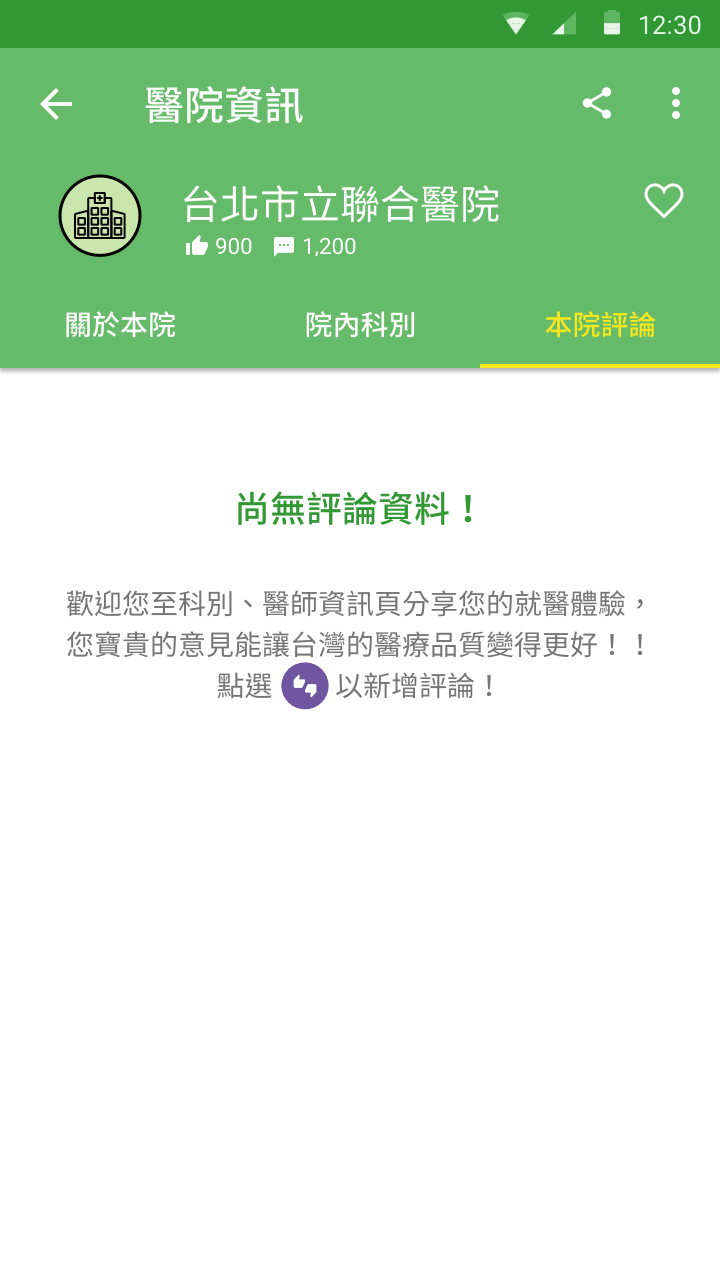 12:30
醫院資訊
台北市立聯合醫院
900 1,200
關於本院 院內科別 本院評論
尚無評論資料！
歡迎您至科別、醫師資訊頁分享您的就醫體驗，
您寶貴的意見能讓台灣的醫療品質變得更好！！
點選 以新增評論！